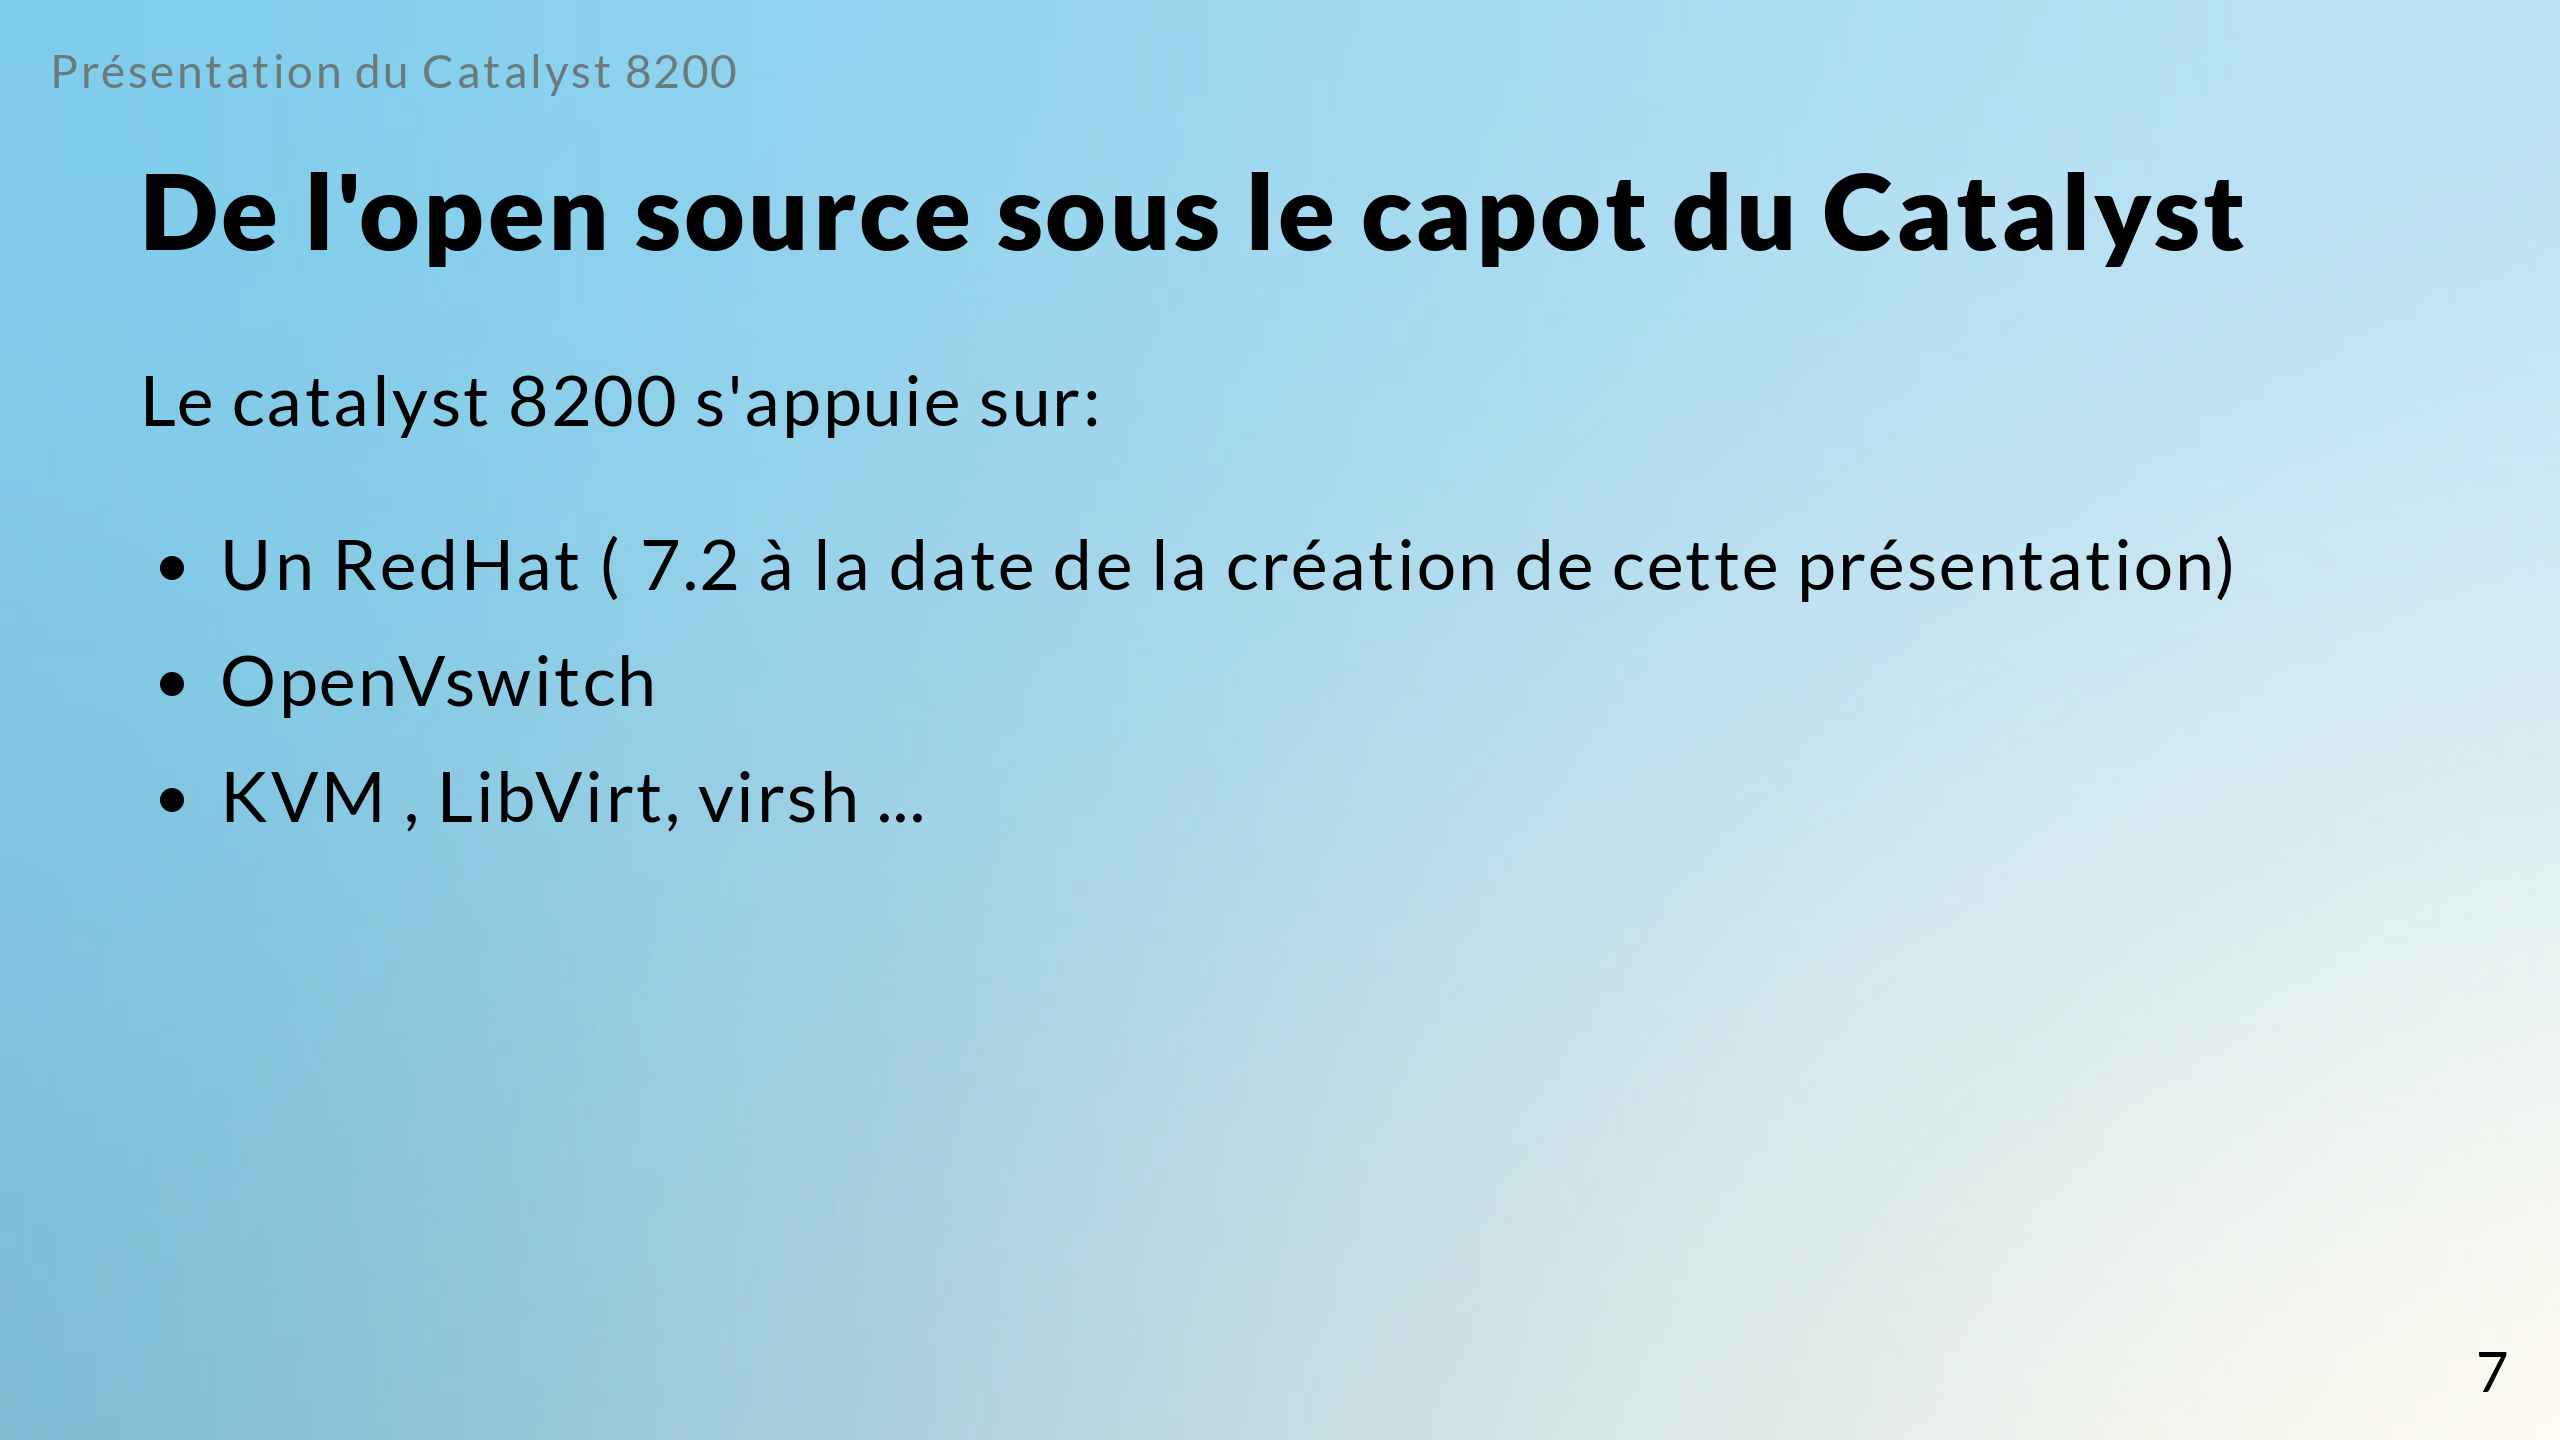 Présentation du Catalyst 8200
De l'open source sous le capot du Catalyst
Le catalyst 8200 s'appuie sur:
• Un RedHat ( 7.2 à la date de la création de cette présentation)
• OpenVswitch
• KVM , LibVirt, virsh ...
7